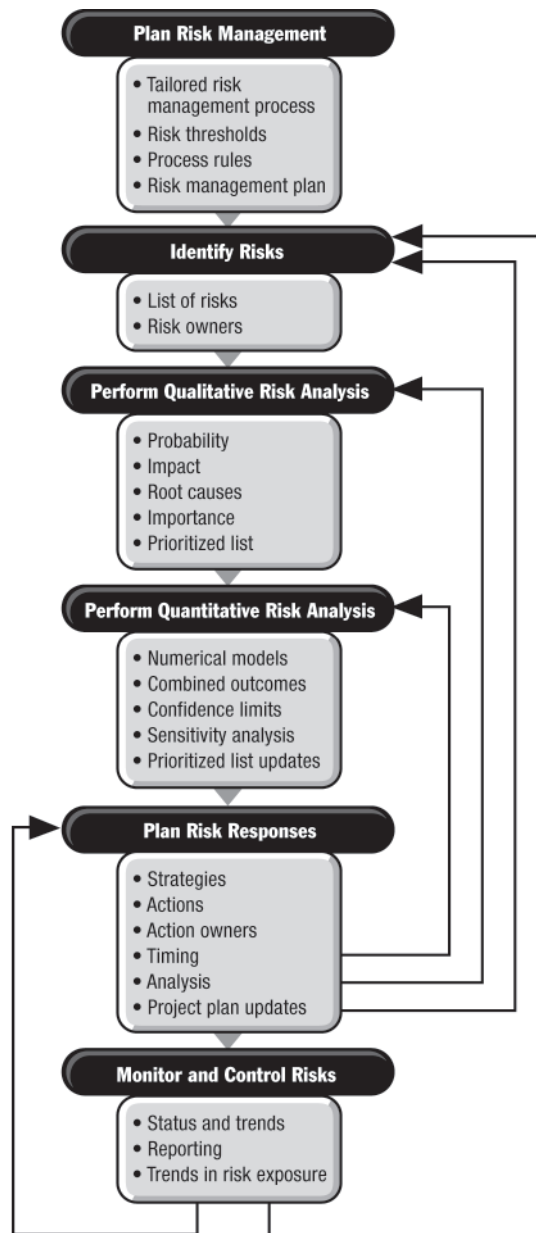 Plan Risk Management
• Tailored risk
management process
• Risk thresholds
• Process rules
• Risk management plan
Identify Risks
• List of risks
• Risk owners
Perform Qualitative Risk Analysis
• Probability
• Impact
• Root causes
• Importance
• Prioritized list
Perform Quantitative Risk Analysis
• Numerical models
• Combined outcomes
• Confidence limits
• Sensitivity analysis
• Prioritized list updates
Plan Risk Responses
• Strategies
• Actions
• Action owners
• Timing
• Analysis
• Project plan updates
Monitor and Control Risks
• Status and trends
• Reporting
• Trends in risk exposure